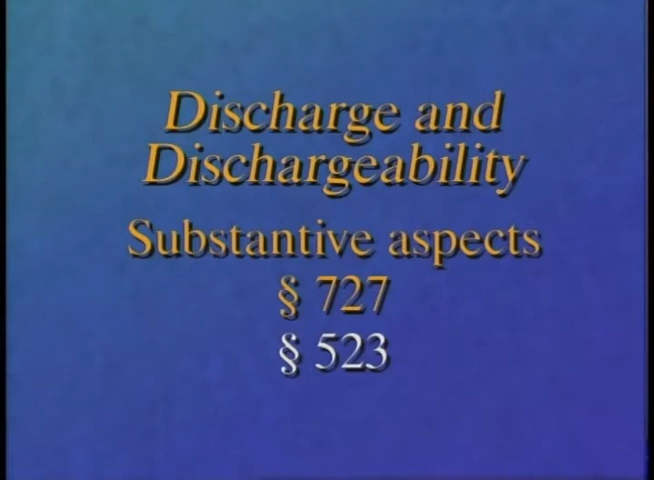 Discharge and
Dischargeability
Substantive aspects
§ 727
§ 523